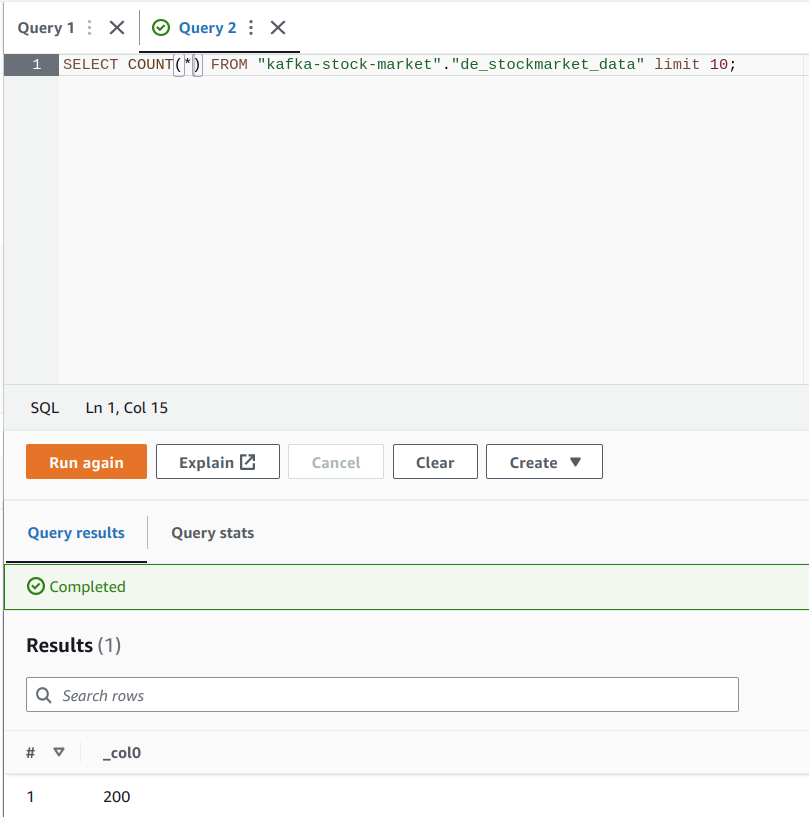 Query 1 Query 2
1 SELECT COUNT(*) FROM "kafka-stock-market"."de_stockmarket_data" limit 10;
SQL Ln 1, Col 15
Run again Explain Cancel Clear Create
Query results Query stats
Completed
Results (1)
Search rows
# _col0
1 200